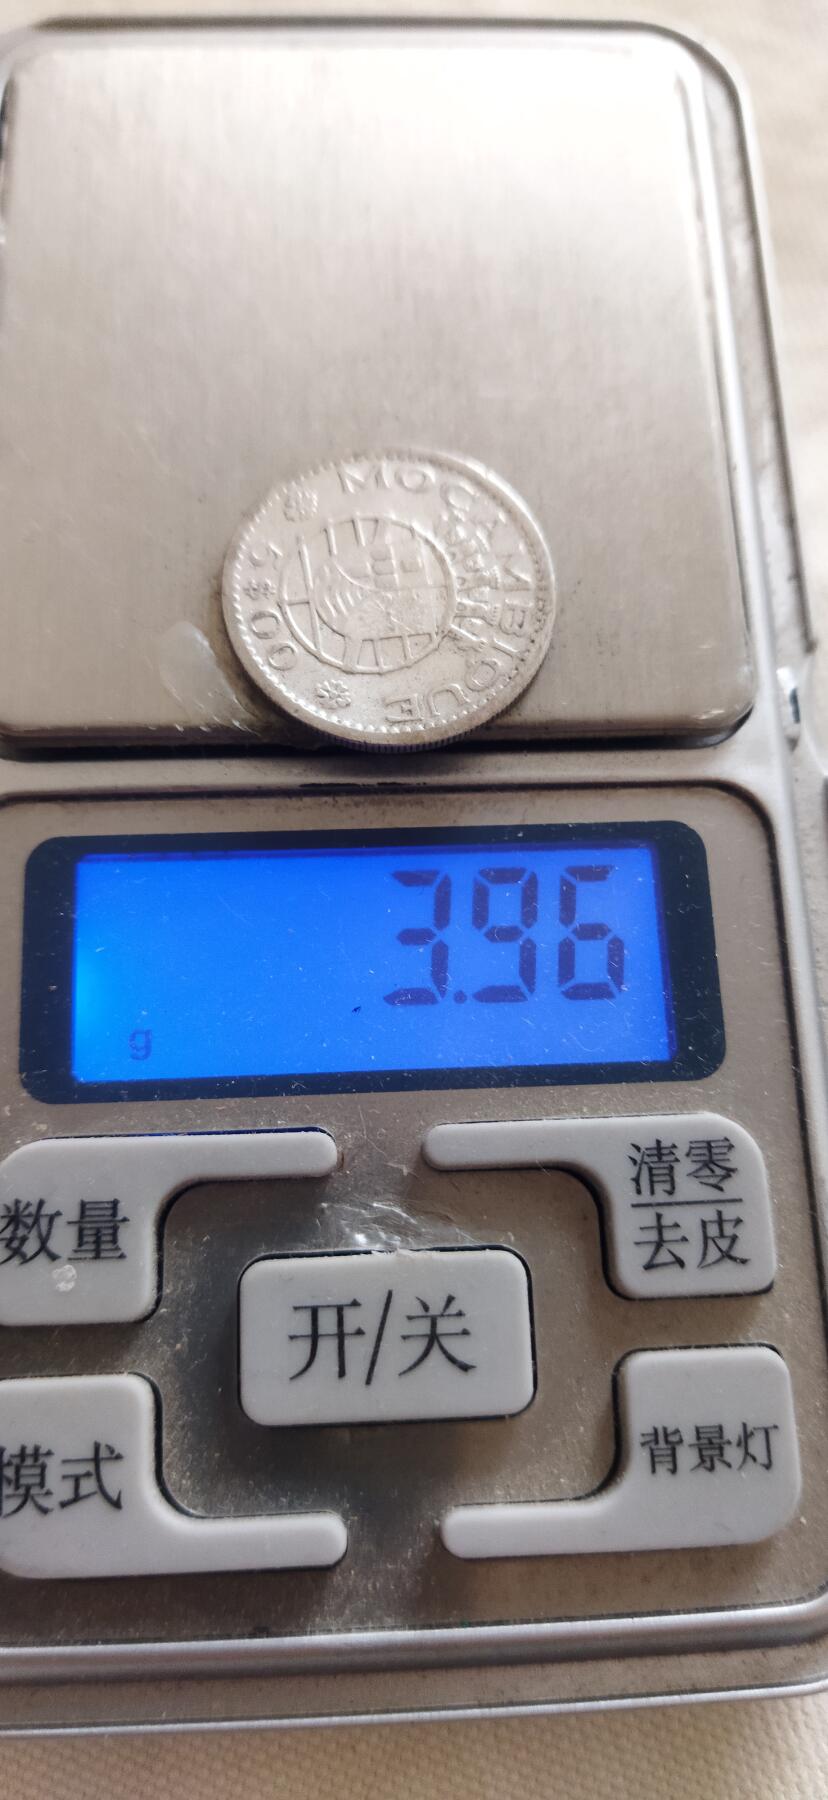 MOÇAMBIQUE
5$00
3.96
g
数量
清零
去皮
开/关
模式
背景灯